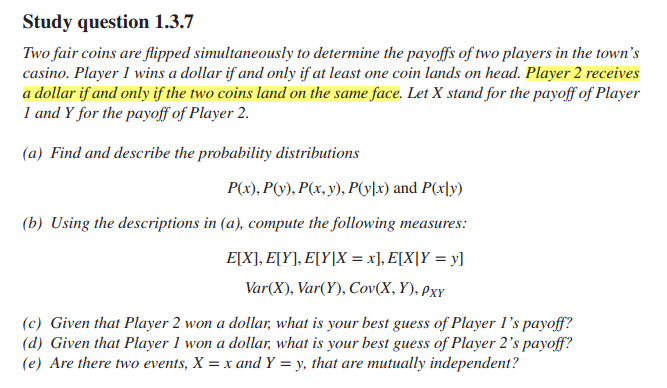 Study question 1.3.7
Two fair coins are flipped simultaneously to determine the payoffs of two players in the town's
casino. Player 1 wins a dollar if and only if at least one coin lands on head. Player 2 receives
a dollar if and only if the two coins land on the same face. Let X stand for the payoff of Player
1 and Y for the payoff of Player 2.
(a) Find and describe the probability distributions
P(x), P(y), P(x, y), P(y|x) and P(x|y)
(b) Using the descriptions in (a), compute the following measures:
E[X], E[Y], E[Y|X = x], E[X|Y = y]
Var(X), Var(Y), Cov(X, Y), ρXY
(c) Given that Player 2 won a dollar, what is your best guess of Player 1's payoff?
(d) Given that Player 1 won a dollar, what is your best guess of Player 2's payoff?
(e) Are there two events, X = x and Y = y, that are mutually independent?